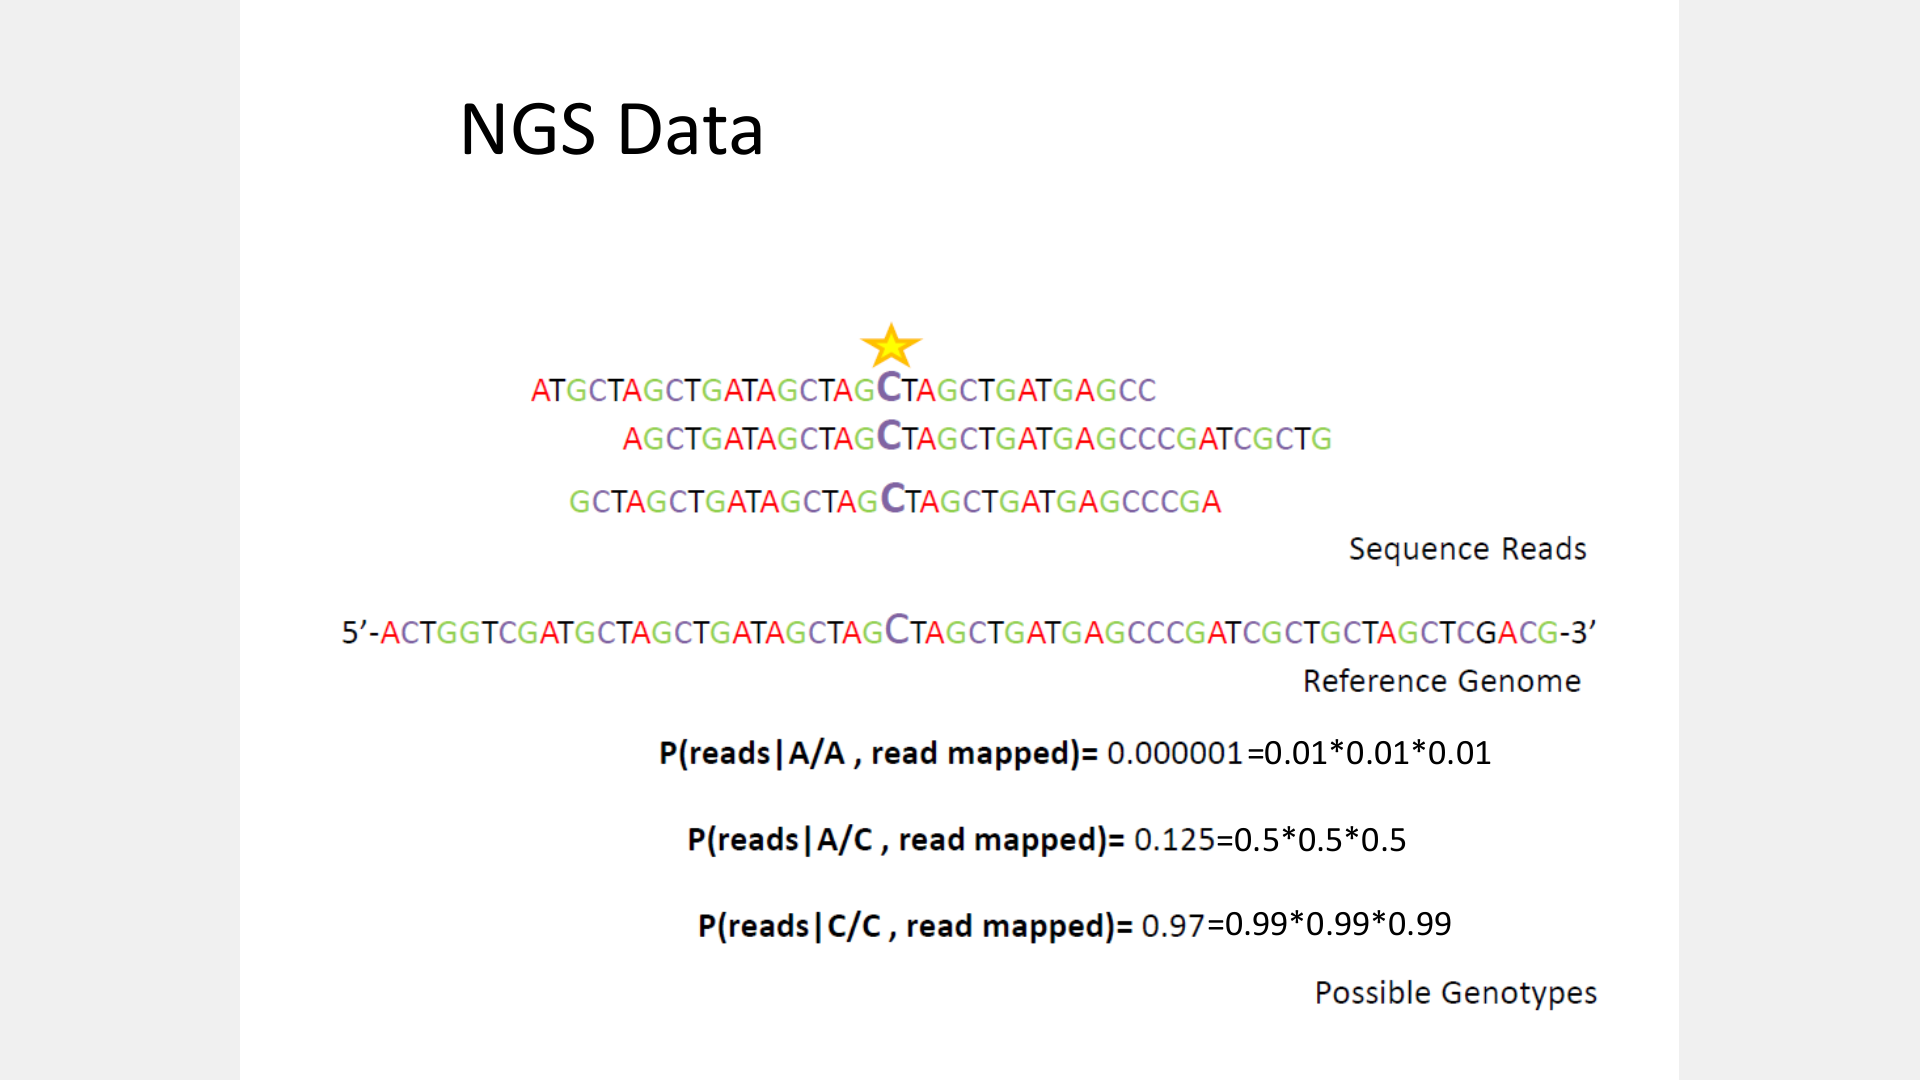 NGS Data
ATGCTAGCTGATAGCTAGCTAGCTGATGAGCC
AGCTGATAGCTAGCTAGCTGATGAGCCCGATCGCTG
GCTAGCTGATAGCTAGCTAGCTGATGAGCCCGA
Sequence Reads
5’-ACTGGTCGATGCTAGCTGATAGCTAGCTAGCTGATGAGCCCGATCGCTGCTAGCTCGACG-3’
Reference Genome
P(reads|A/A , read mapped)= 0.000001=0.01*0.01*0.01
P(reads|A/C , read mapped)= 0.125=0.5*0.5*0.5
P(reads|C/C , read mapped)= 0.97=0.99*0.99*0.99
Possible Genotypes